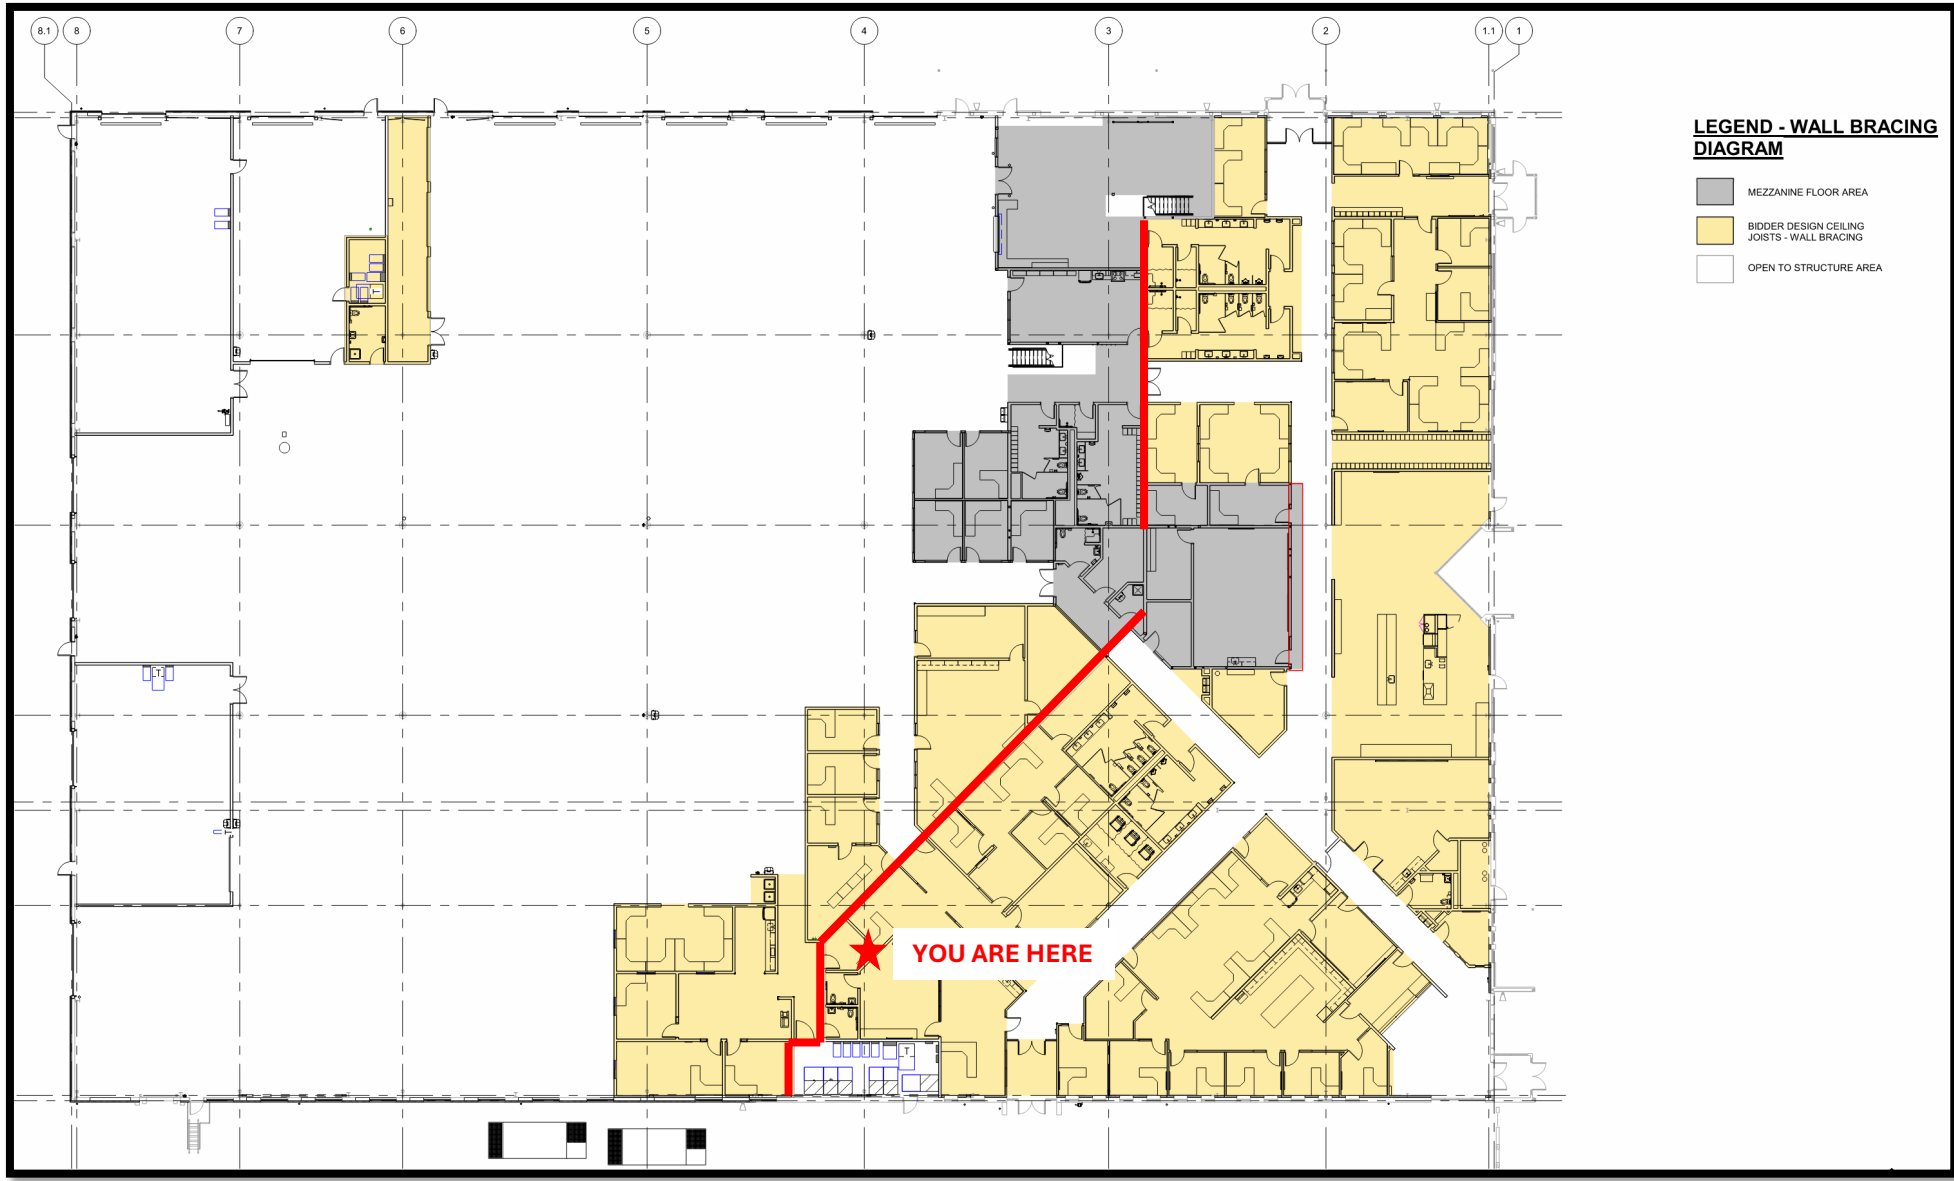 8.1 8 7 6 5 4 3 2 1.1 1
LEGEND - WALL BRACING
DIAGRAM
MEZZANINE FLOOR AREA
BIDDER DESIGN CEILING
JOISTS - WALL BRACING
OPEN TO STRUCTURE AREA
T
T
T
YOU ARE HERE
T